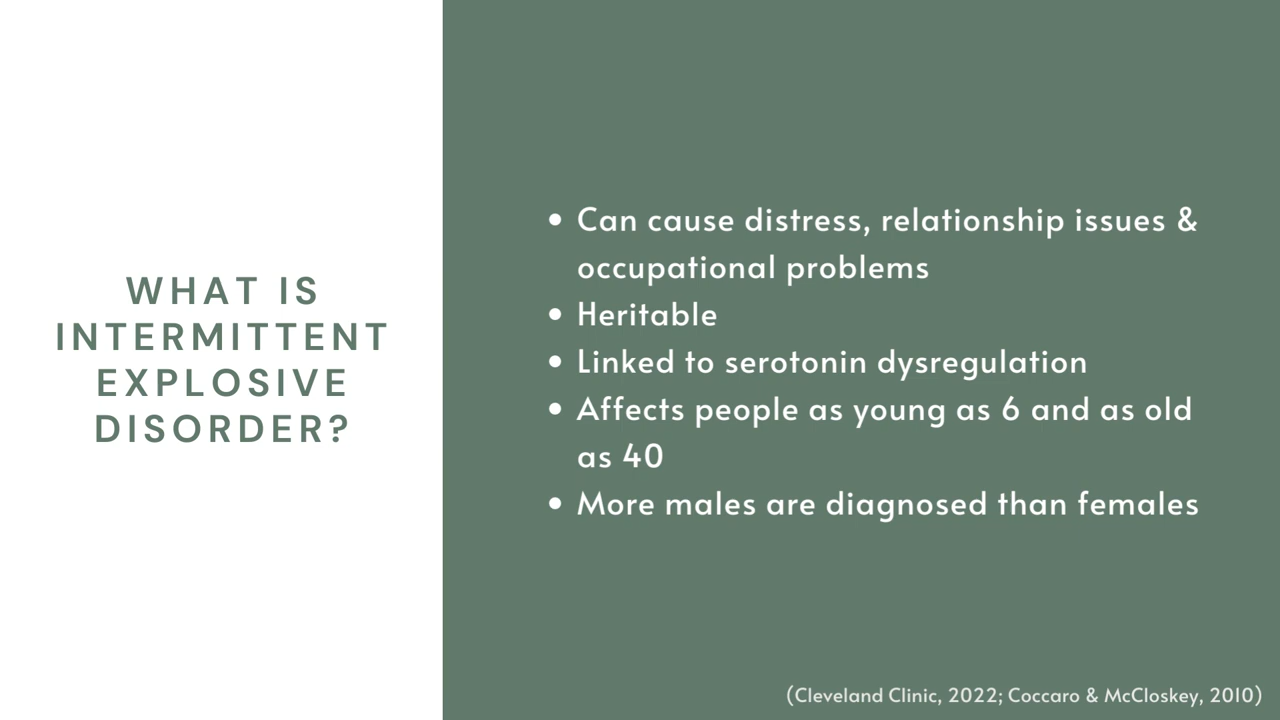 WHAT IS
INTERMITTENT
EXPLOSIVE
DISORDER?
• Can cause distress, relationship issues &
occupational problems
• Heritable
• Linked to serotonin dysregulation
• Affects people as young as 6 and as old
as 40
• More males are diagnosed than females
(Cleveland Clinic, 2022; Coccaro & McCloskey, 2010)